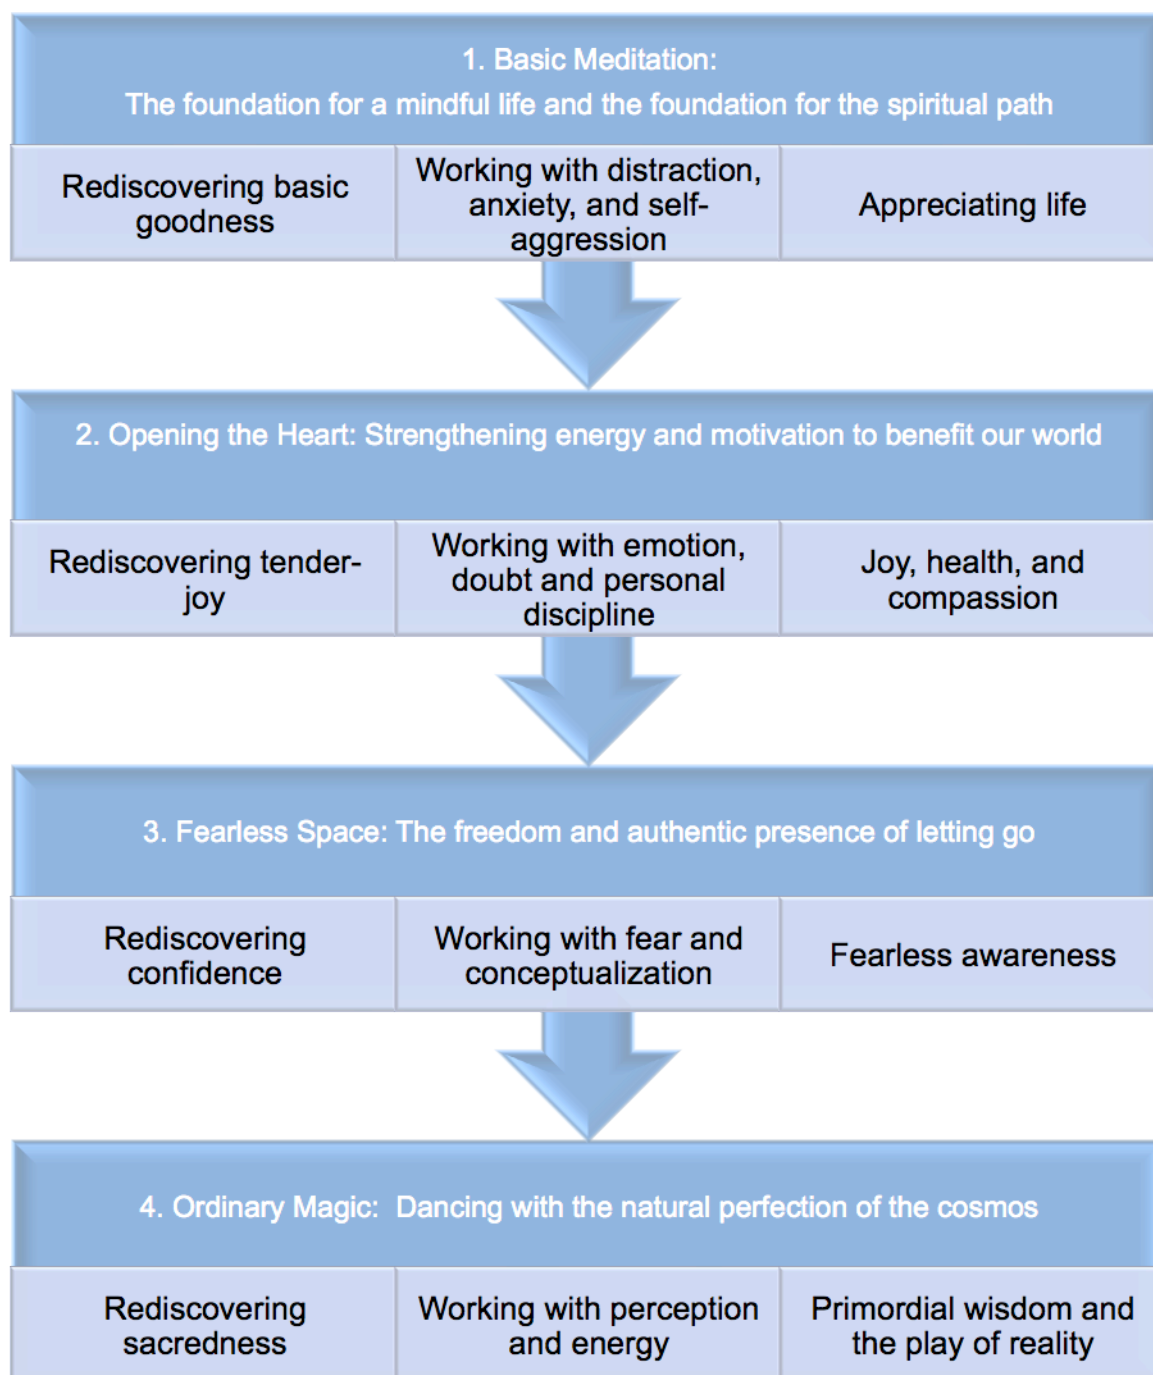 1. Basic Meditation:
The foundation for a mindful life and the foundation for the spiritual path
Rediscovering basic
goodness
Working with distraction,
anxiety, and self-
aggression
Appreciating life
2. Opening the Heart: Strengthening energy and motivation to benefit our world
Rediscovering tender-
joy
Working with emotion,
doubt and personal
discipline
Joy, health, and
compassion
3. Fearless Space: The freedom and authentic presence of letting go
Rediscovering
confidence
Working with fear and
conceptualization
Fearless awareness
4. Ordinary Magic:  Dancing with the natural perfection of the cosmos
Rediscovering
sacredness
Working with perception
and energy
Primordial wisdom and
the play of reality